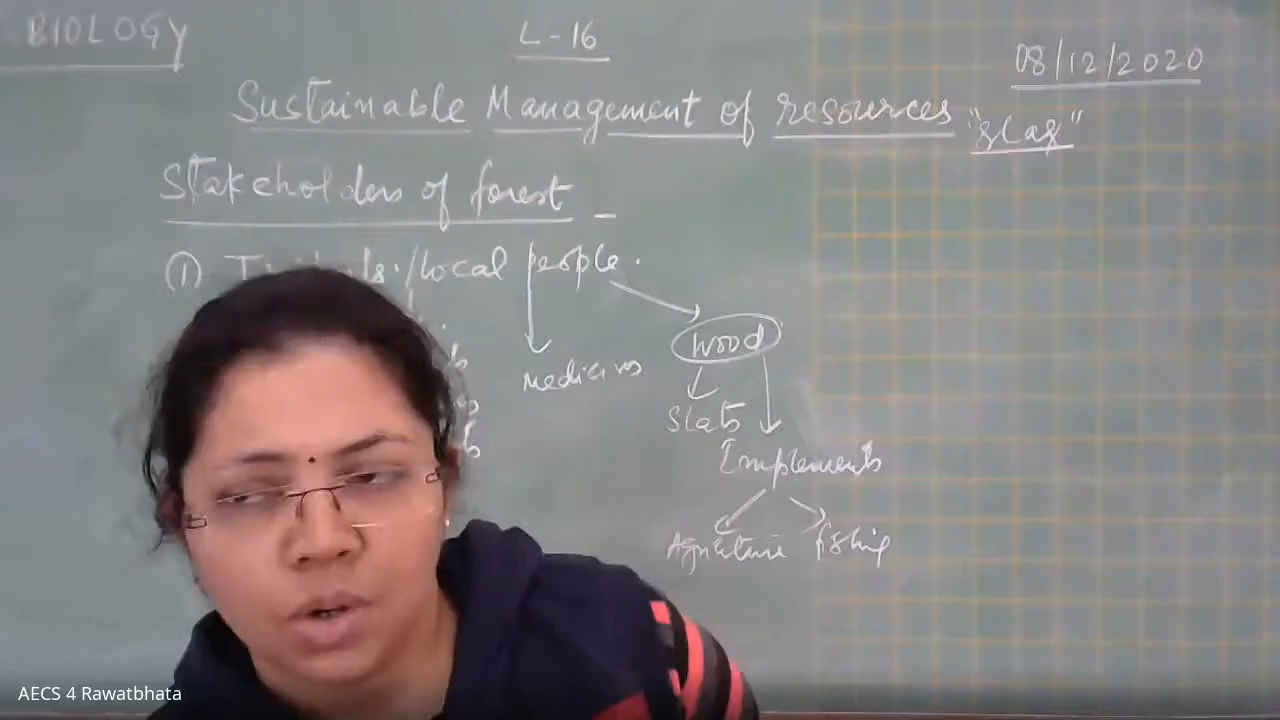 BIOLOGY
L-16
08/12/2020
Sustainable Management of resources
Stakeholders of forest -
① /local people.
wood
Medicines
Slats
Implements
Agriculture fishing
AECS 4 Rawatbhata